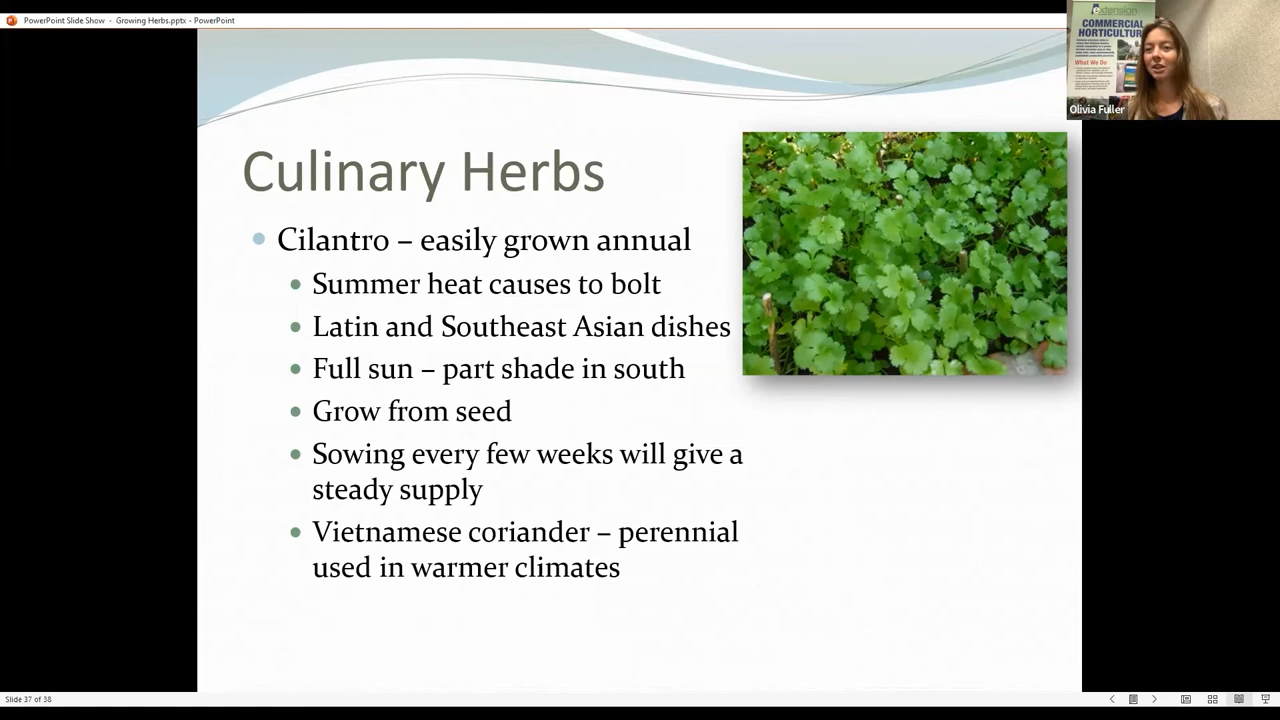 PowerPoint Slide Show - Growing Herbs.pptx - PowerPoint
extension
COMMERCIAL
HORTICULTURE
What We Do
Olivia Fuller
Culinary Herbs
Cilantro – easily grown annual
Summer heat causes to bolt
Latin and Southeast Asian dishes
Full sun – part shade in south
Grow from seed
Sowing every few weeks will give a
steady supply
Vietnamese coriander – perennial
used in warmer climates
Slide 37 of 38